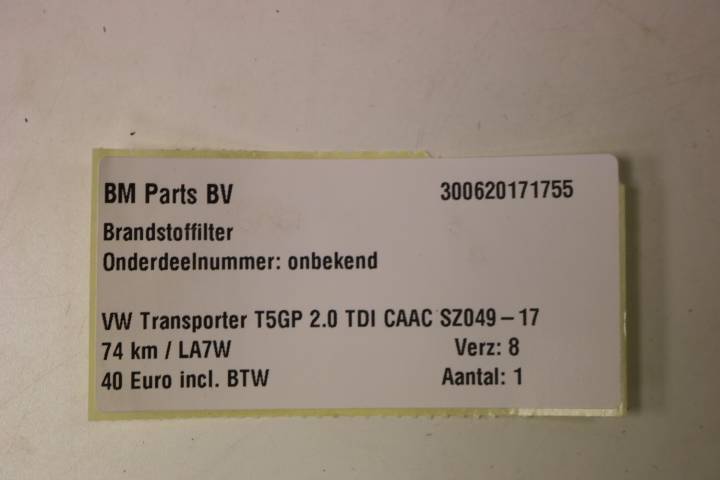 BM Parts BV 300620171755
Brandstoffilter
Onderdeelnummer: onbekend
VW Transporter T5GP 2.0 TDI CAAC SZ049-17
74 km / LA7W Verz: 8
40 Euro incl. BTW Aantal: 1